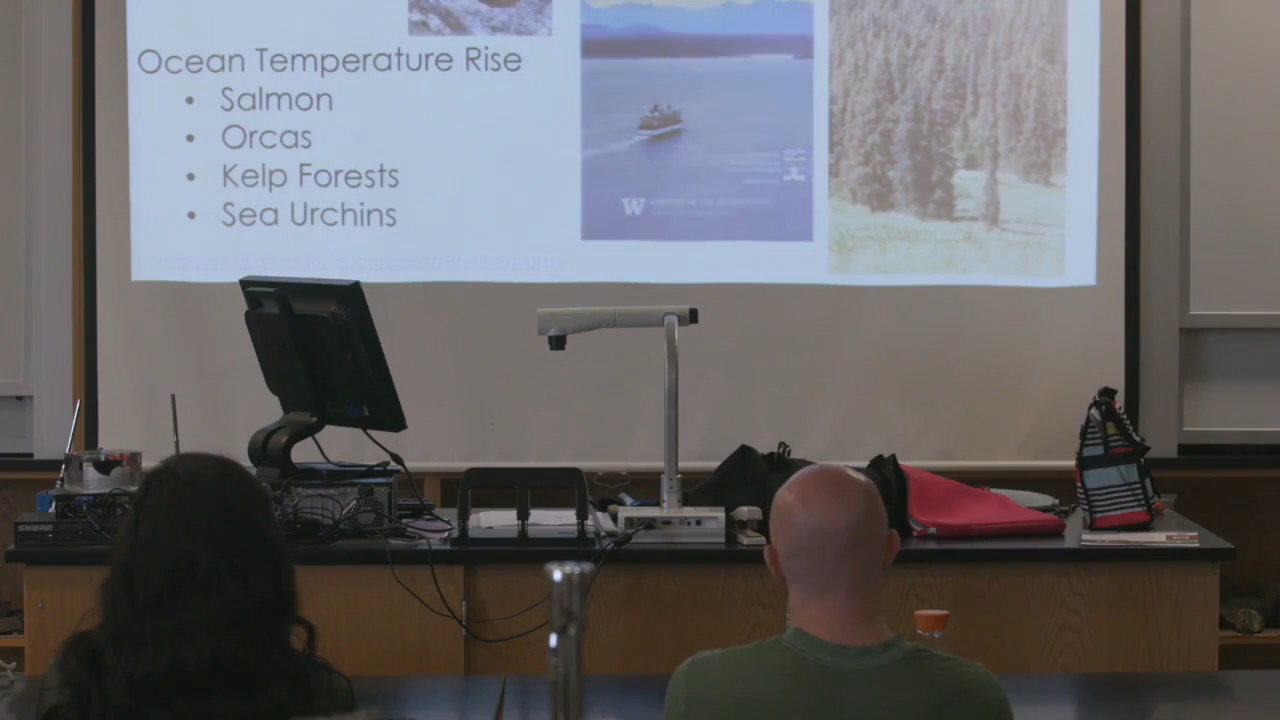 Ocean Temperature Rise
• Salmon
• Orcas
• Kelp Forests
• Sea Urchins
W
SHURE